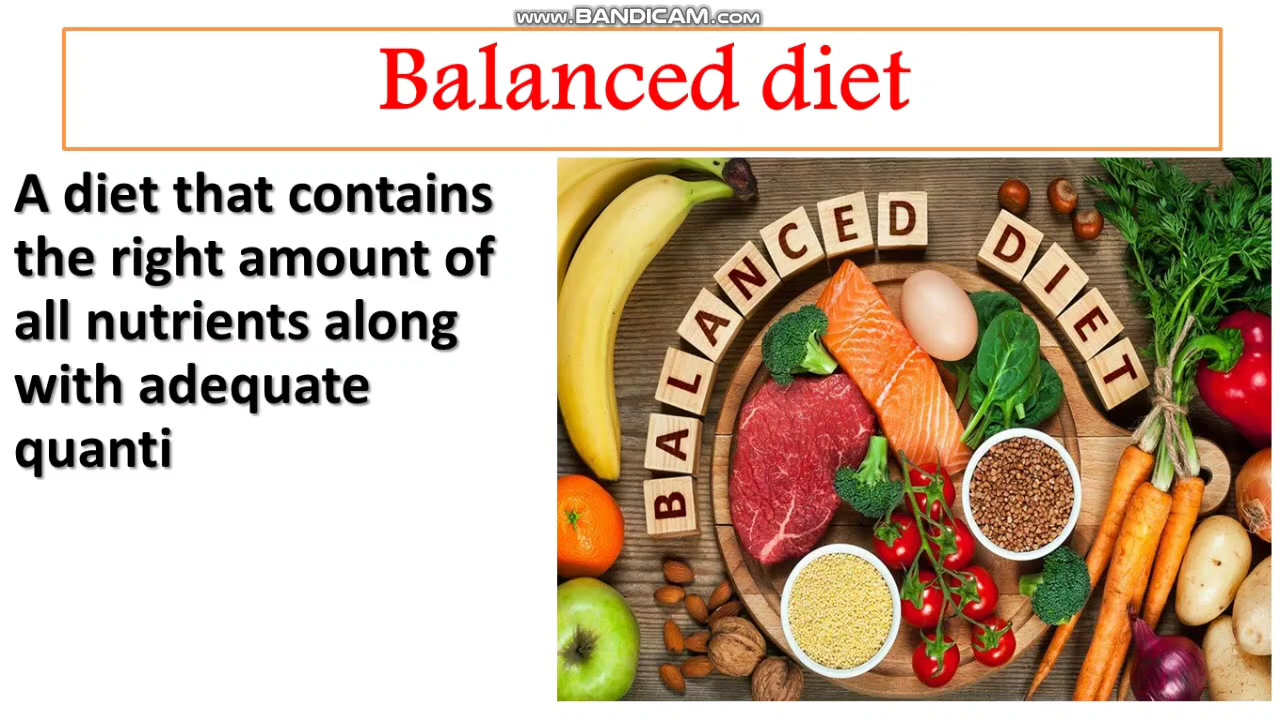 www.BANDICAM.com
Balanced diet
A diet that contains
the right amount of
all nutrients along
with adequate
quanti
BALANCED DIET